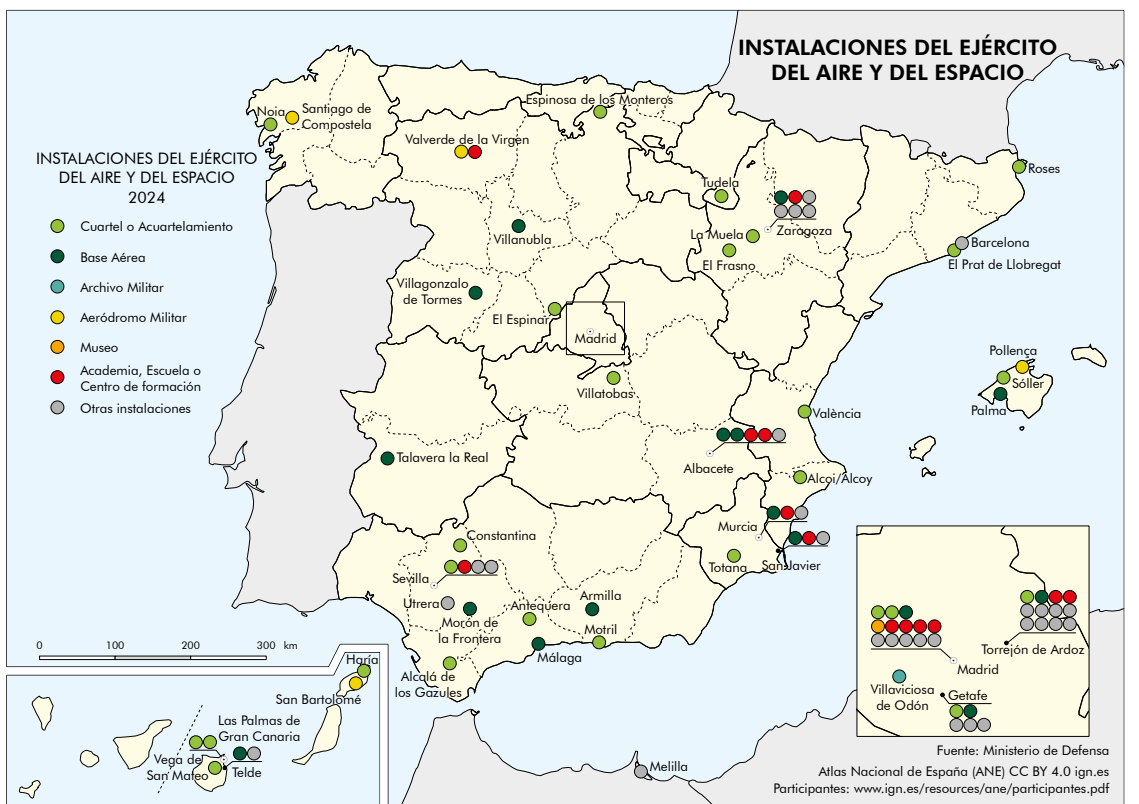 INSTALACIONES DEL EJÉRCITO
DEL AIRE Y DEL ESPACIO
INSTALACIONES DEL EJÉRCITO
DEL AIRE Y DEL ESPACIO
2024
Cuartel o Acuartelamiento
Base Aérea
Archivo Militar
Aeródromo Militar
Museo
Academia, Escuela o
Centro de formación
Otras instalaciones
Noia
Santiago de
Compostela
Espinosa de los Monteros
Valverde de la Virgen
Tudela
Roses
Villanubla
La Muela
Zaragoza
El Frasno
Barcelona
El Prat de Llobregat
Villagonzalo
de Tormes
El Espinar
Madrid
Villatobas
Pollença
Sóller
Palma
València
Talavera la Real
Albacete
Alcoi/Alcoy
Murcia
San Javier
Totana
Constantina
Sevilla
Utrera
Morón de
la Frontera
Antequera
Armilla
Motril
Málaga
Alcalá de
los Gazules
0 100 200 300 km
Haría
San Bartolomé
Las Palmas de
Gran Canaria
Vega de
San Mateo
Telde
Melilla
Torrejón de Ardoz
Madrid
Villaviciosa
de Odón
Getafe
Fuente: Ministerio de Defensa
Atlas Nacional de España (ANE) CC BY 4.0 ign.es
Participantes: www.ign.es/resources/ane/participantes.pdf